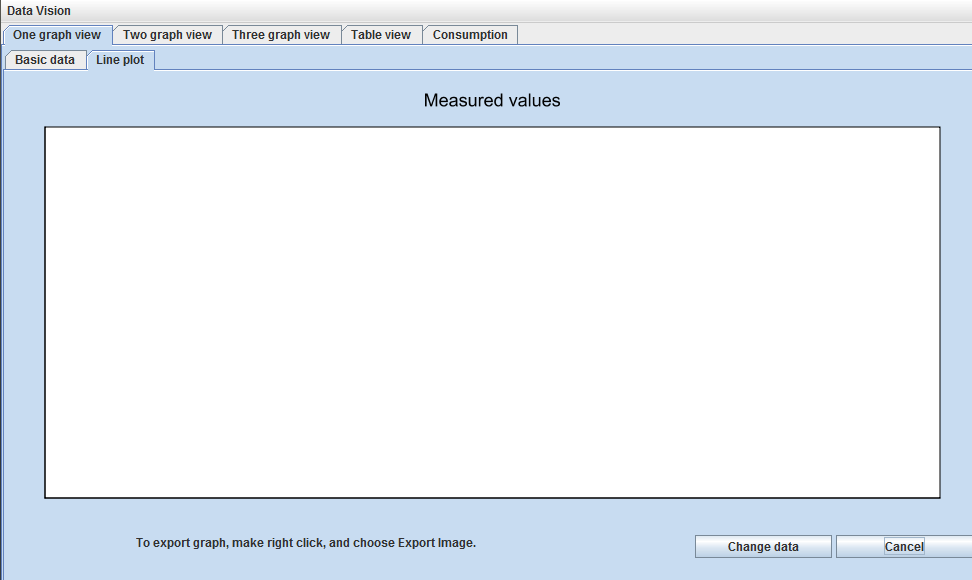 Data Vision
One graph view Two graph view Three graph view Table view Consumption
Basic data Line plot
Measured values
To export graph, make right click, and choose Export Image.
Change data Cancel